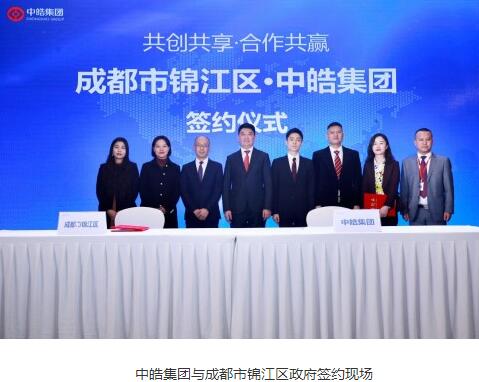 中皓集团
ZHONGHAO GROUP
共创共享·合作共赢
成都市锦江区·中皓集团
签约仪式
成都市锦江区
中皓集团
中皓集团与成都市锦江区政府签约现场